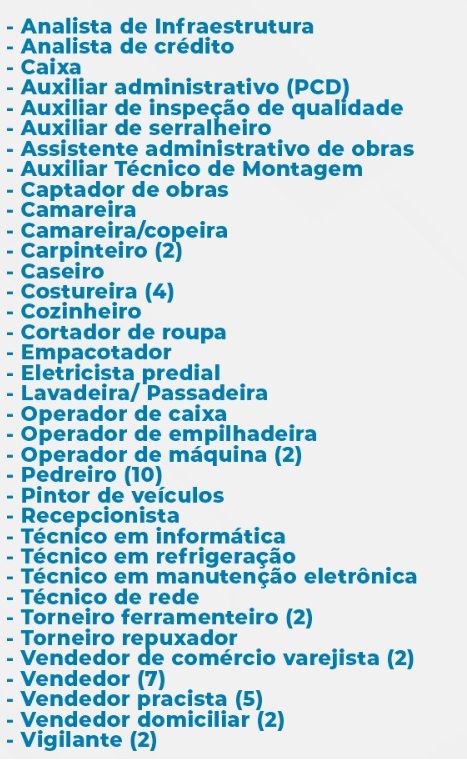 - Analista de Infraestrutura
- Analista de crédito
- Caixa
- Auxiliar administrativo (PCD)
- Auxiliar de inspeção de qualidade
- Auxiliar de serralheiro
- Assistente administrativo de obras
- Auxiliar Técnico de Montagem
- Captador de obras
- Camareira
- Camareira/copeira
- Carpinteiro (2)
- Caseiro
- Costureira (4)
- Cozinheiro
- Cortador de roupa
- Empacotador
- Eletricista predial
- Lavadeira/ Passadeira
- Operador de caixa
- Operador de empilhadeira
- Operador de máquina (2)
- Pedreiro (10)
- Pintor de veículos
- Recepcionista
- Técnico em informática
- Técnico em refrigeração
- Técnico em manutenção eletrônica
- Técnico de rede
- Torneiro ferramenteiro (2)
- Torneiro repuxador
- Vendedor de comércio varejista (2)
- Vendedor (7)
- Vendedor pracista (5)
- Vendedor domiciliar (2)
- Vigilante (2)